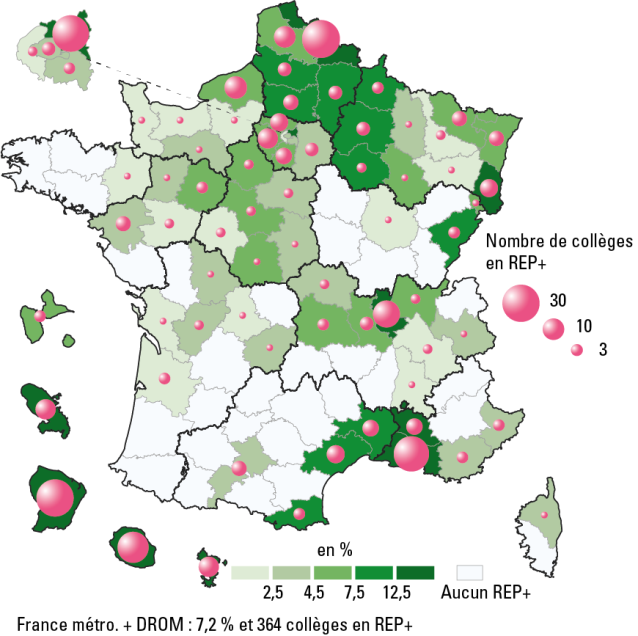 Nombre de collèges
en REP+
30
10
3
en %
2,5 4,5 7,5 12,5 Aucun REP+
France métro. + DROM : 7,2 % et 364 collèges en REP+